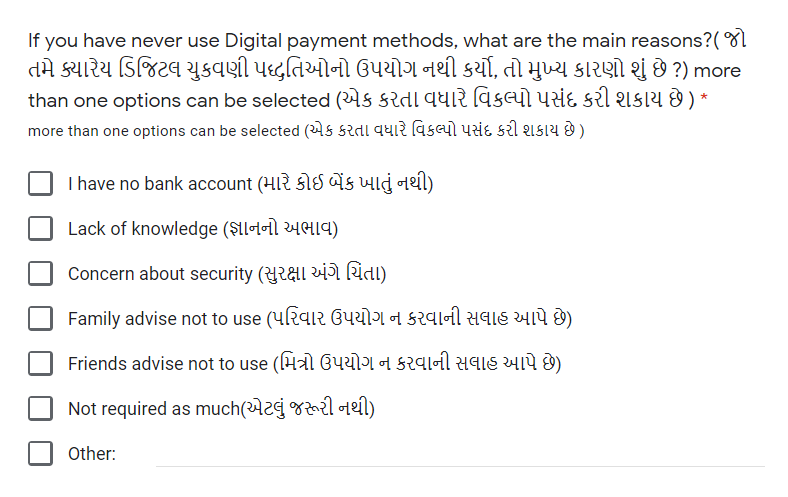 If you have never use Digital payment methods, what are the main reasons?( જો
તમે ક્યારેય ડિજિટલ ચુકવણી પધ્ધતિઓનો ઉપયોગ નથી કર્યો, તો મુખ્ય કારણો શું છે ?) more
than one options can be selected (એક કરતા વધારે વિકલ્પો પસંદ કરી શકાય છે ) *
more than one options can be selected (એક કરતા વધારે વિકલ્પો પસંદ કરી શકાય છે )
I have no bank account (મારે કોઈ બેંક ખાતું નથી)
Lack of knowledge (જ્ઞાનનો અભાવ)
Concern about security (સુરક્ષા અંગે ચિંતા)
Family advise not to use (પરિવાર ઉપયોગ ન કરવાની સલાહ આપે છે)
Friends advise not to use (મિત્રો ઉપયોગ ન કરવાની સલાહ આપે છે)
Not required as much(એટલું જરૂરી નથી)
Other: